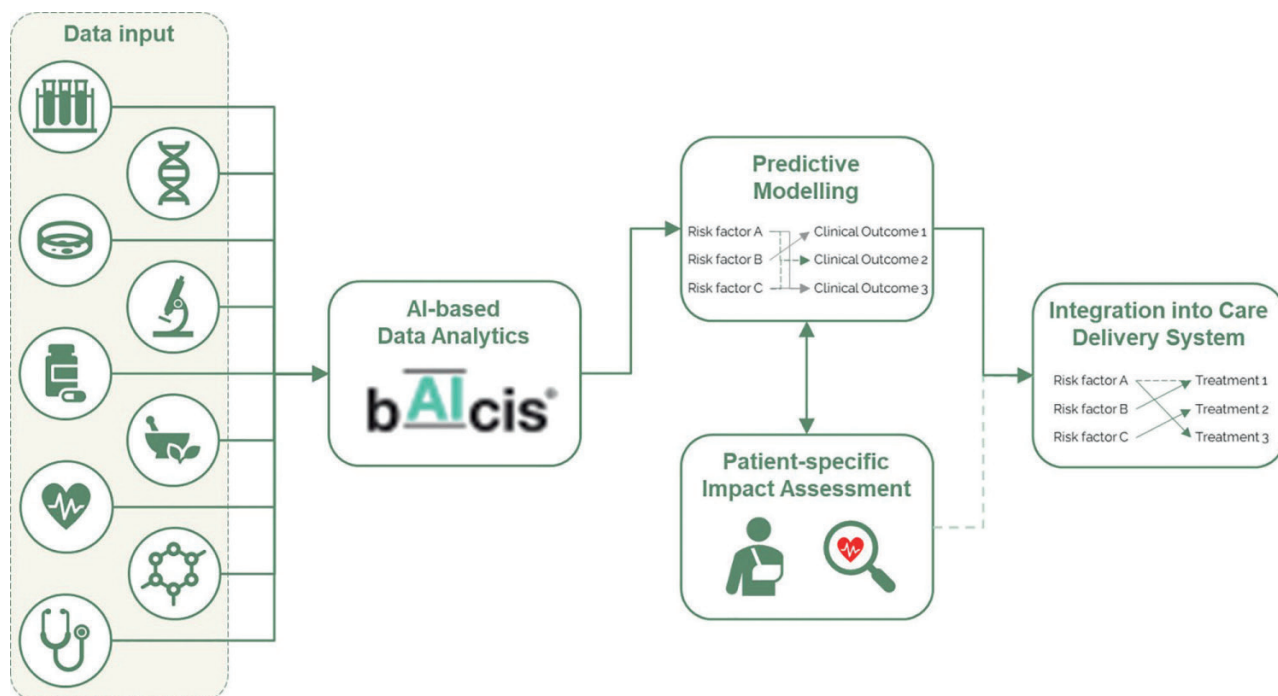 Data input
AI-based
Data Analytics
bAIcis®
Predictive
Modelling
Risk factor A
Clinical Outcome 1
Risk factor B
Clinical Outcome 2
Risk factor C
Clinical Outcome 3
Patient-specific
Impact Assessment
Integration into Care
Delivery System
Risk factor A
Treatment 1
Risk factor B
Treatment 2
Risk factor C
Treatment 3